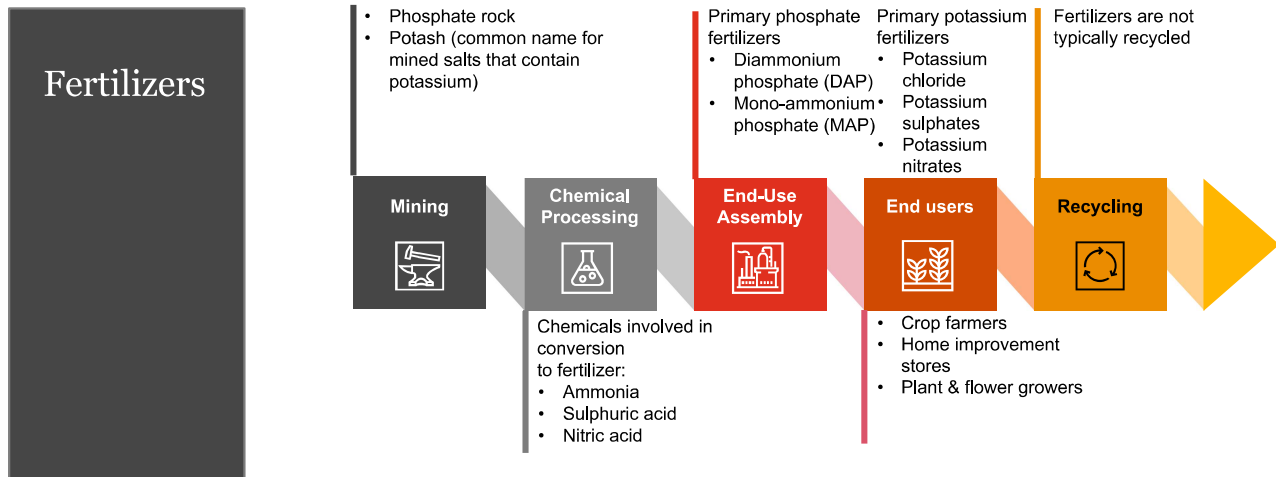 Fertilizers
• Phosphate rock
• Potash (common name for
mined salts that contain
potassium)
Primary phosphate
fertilizers
• Diammonium
phosphate (DAP)
• Mono-ammonium
phosphate (MAP)
Primary potassium
fertilizers
• Potassium
chloride
• Potassium
sulphates
• Potassium
nitrates
Fertilizers are not
typically recycled
Mining
Chemical
Processing
End-Use
Assembly
End users
Recycling
Chemicals involved in
conversion
to fertilizer:
• Ammonia
• Sulphuric acid
• Nitric acid
• Crop farmers
• Home improvement
stores
• Plant & flower growers